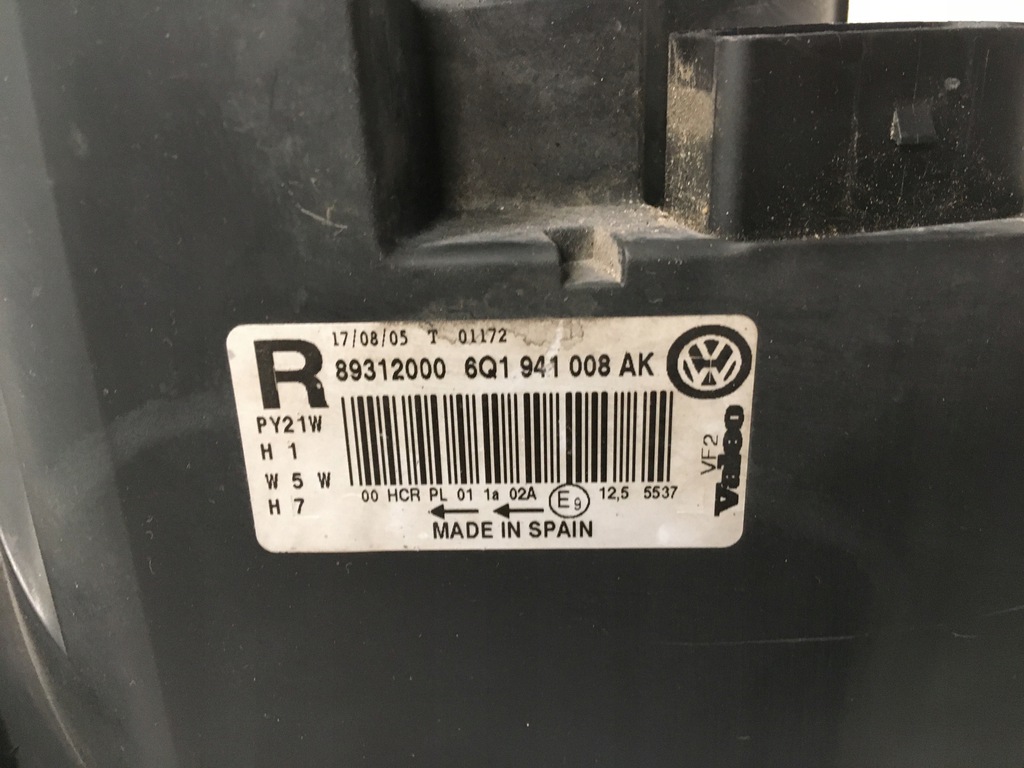 R
17/08/05 T 01172
89312000 6Q1 941 008 AK
PY21W
H 1
W 5 W
H 7
00 HCR PL 01 1a 02A E9 12,5 5537
MADE IN SPAIN
VF2
Valeo